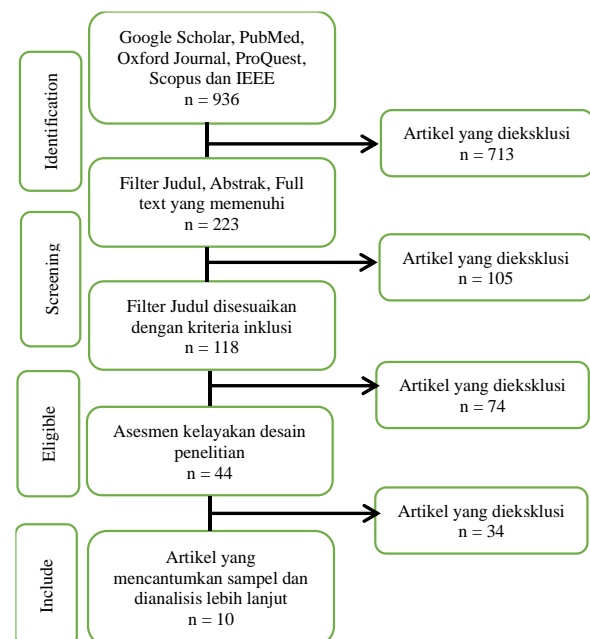 Identification
Google Scholar, PubMed,
Oxford Journal, ProQuest,
Scopus dan IEEE
n = 936
Artikel yang dieksklusi
n = 713
Filter Judul, Abstrak, Full
text yang memenuhi
n = 223
Screening
Artikel yang dieksklusi
n = 105
Filter Judul disesuaikan
dengan kriteria inklusi
n = 118
Artikel yang dieksklusi
n = 74
Eligible
Asesmen kelayakan desain
penelitian
n = 44
Artikel yang dieksklusi
n = 34
Include
Artikel yang
mencantumkan sampel dan
dianalisis lebih lanjut
n = 10